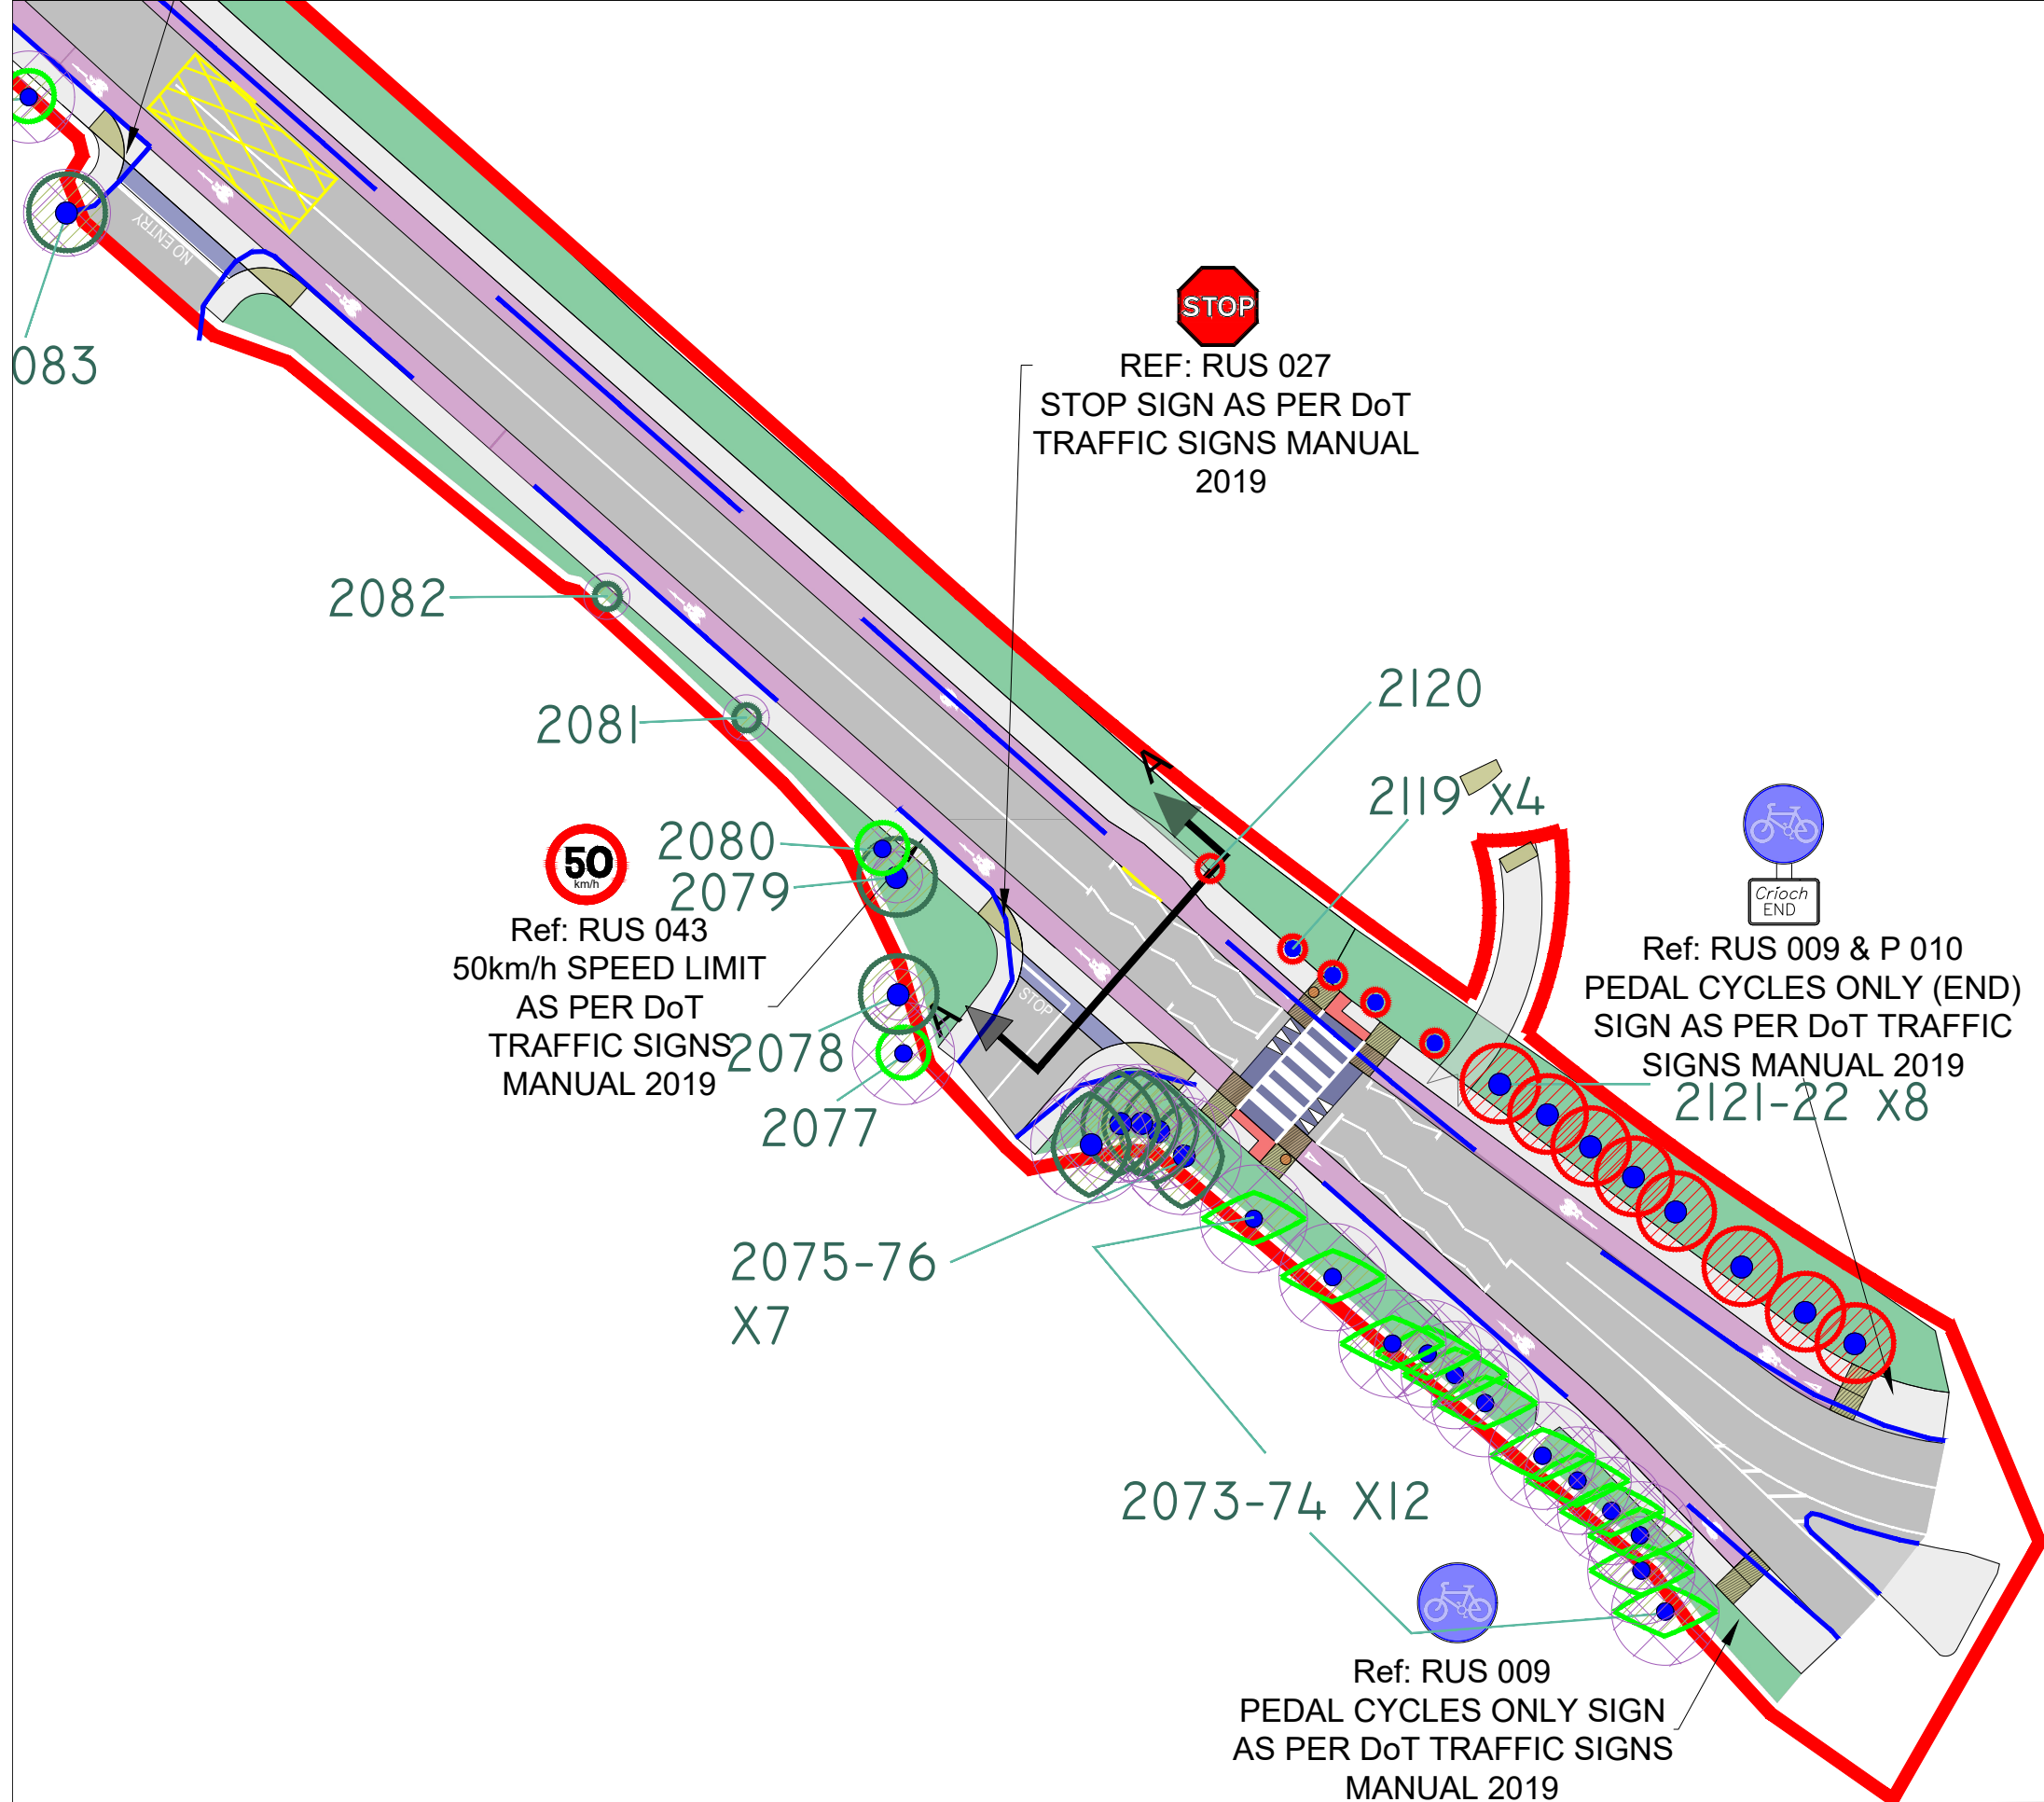 NO ENTRY
083
STOP
REF: RUS 027
STOP SIGN AS PER DoT
TRAFFIC SIGNS MANUAL
2019
2082
2081
2120
A
2119 X4
50
km/h
2080
2079
Ref: RUS 043
50km/h SPEED LIMIT
AS PER DoT
TRAFFIC SIGNS
MANUAL 2019
2078
2077
A
STOP
Críoch
END
Ref: RUS 009 & P 010
PEDAL CYCLES ONLY (END)
SIGN AS PER DoT TRAFFIC
SIGNS MANUAL 2019
2121-22 X8
2075-76
X7
2073-74 X12
Ref: RUS 009
PEDAL CYCLES ONLY SIGN
AS PER DoT TRAFFIC SIGNS
MANUAL 2019